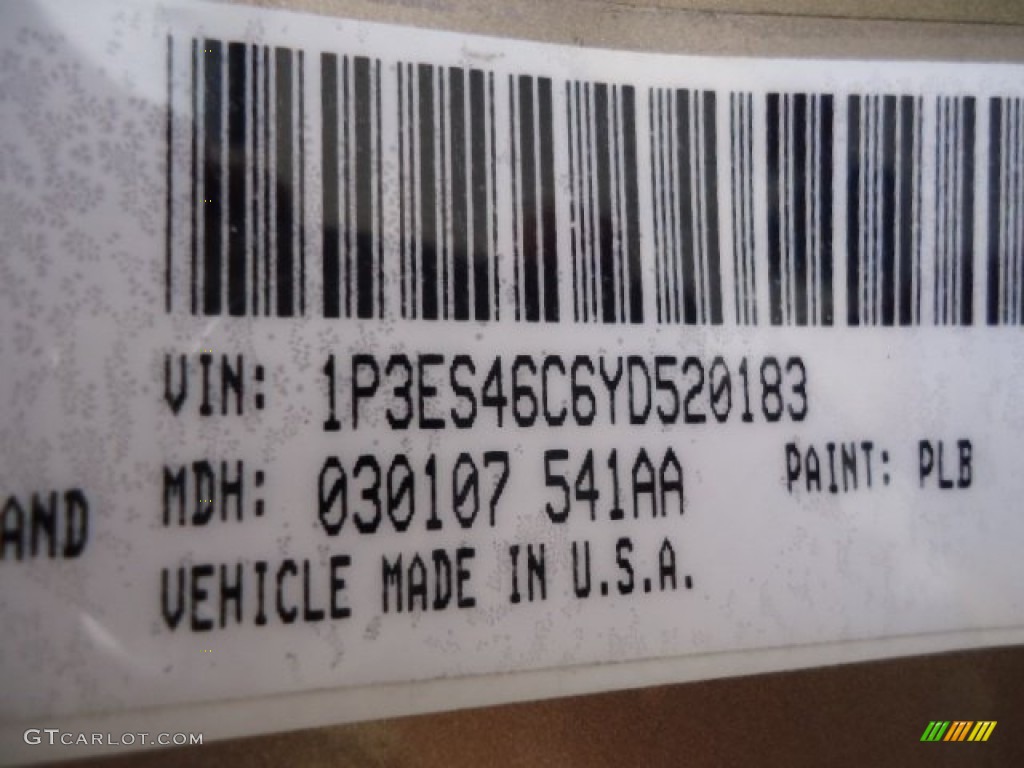 VIN: 1P3ES46C6YD520183
MDH: 030107 541AA PAINT: PLB
AND
VEHICLE MADE IN U.S.A.
GTCARLOT.COM